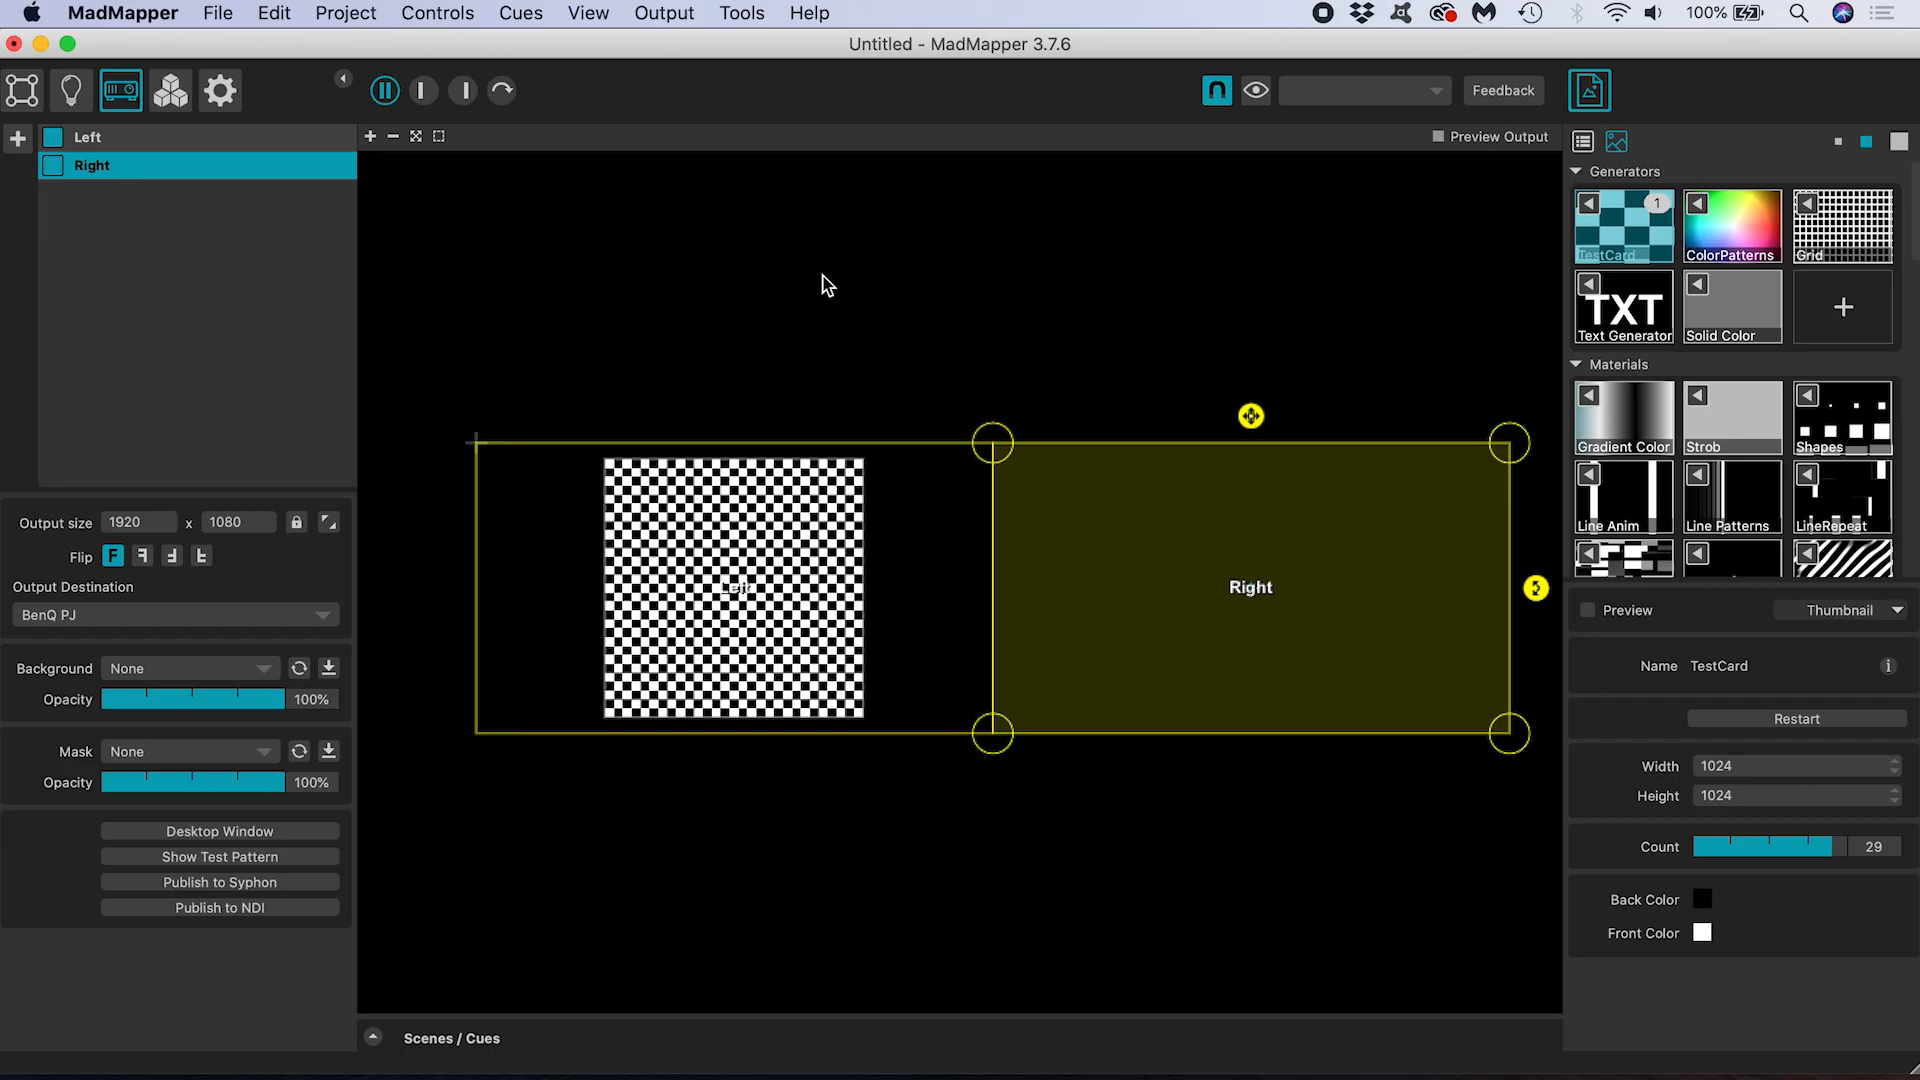 MadMapper File Edit Project Controls Cues View Output Tools Help 100%
Untitled - MadMapper 3.7.6
Feedback
Left
Right
Preview Output
Generators
1
TestCard ColorPatterns Grid
TXT
Text Generator Solid Color
Materials
Gradient Color Strob Shapes
Line Anim Line Patterns LineRepeat
Left
Right
Output size 1920 x 1080
Flip F
Output Destination
BenQ PJ
Background None
Opacity 100%
Mask None
Opacity 100%
Desktop Window
Show Test Pattern
Publish to Syphon
Publish to NDI
Preview Thumbnail
Name TestCard
Restart
Width 1024
Height 1024
Count 29
Back Color
Front Color
Scenes / Cues